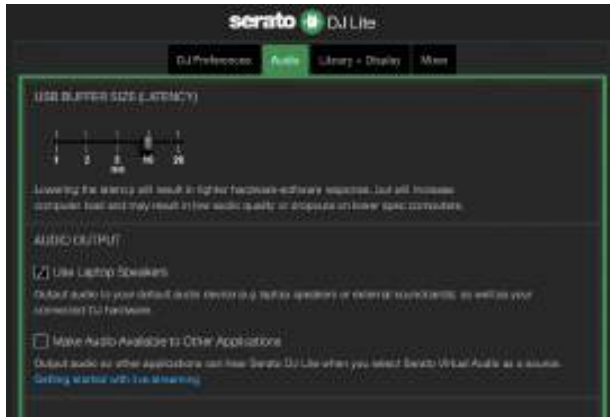 serato DJ Lite
DJ Preferences Audio Library + Display Mixer
USB BUFFER SIZE (LATENCY)
1 2 5 10 20
ms
Lowering the latency will result in tighter hardware-software response, but will increase
computer load and may result in low audio quality or dropouts on lower spec computers.
AUDIO OUTPUT
Use Laptop Speakers
Output audio to your default audio device (e.g laptop speakers or external soundcards), as well as your
connected DJ hardware.
Make Audio Available to Other Applications
Output audio so other applications can hear Serato DJ Lite when you select Serato Virtual Audio as a source.
Getting started with live streaming